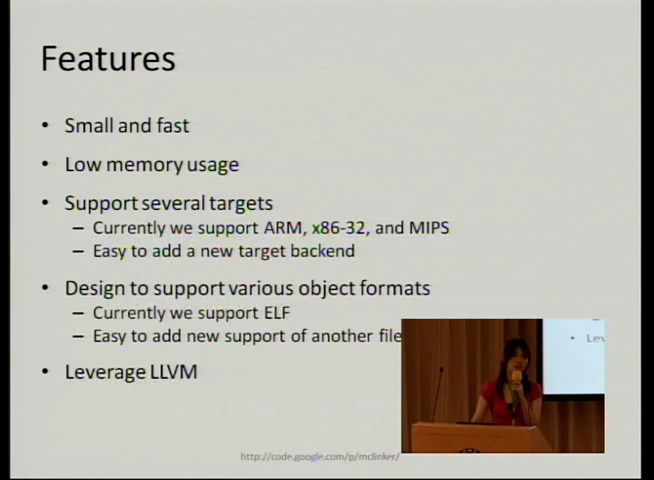 Features
• Small and fast
• Low memory usage
• Support several targets
– Currently we support ARM, x86-32, and MIPS
– Easy to add a new target backend
• Design to support various object formats
– Currently we support ELF
– Easy to add new support of another file
• Leverage LLVM
• Lev
http://code.google.com/p/mclinker/